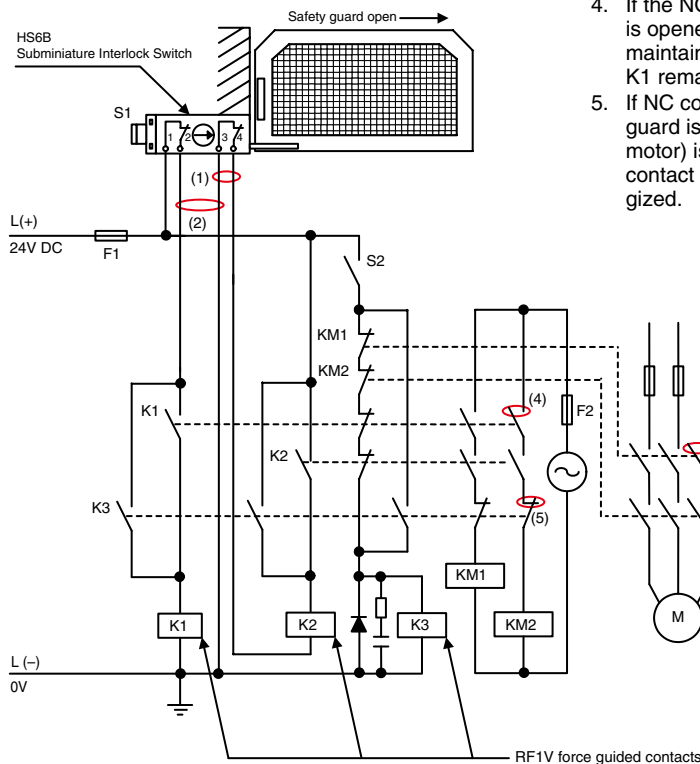 Safety guard open
HS6B
Subminiature Interlock Switch
S1
1 2 3 4
(1)
(2)
L(+)
24V DC
F1
S2
KM1
KM2
(4)
F2
K1
K2
K3
(5)
KM1
K1
K2
K3
KM2
M
L (–)
0V
RF1V force guided contacts
4. If the NC
is opene
maintain
K1 rema
5. If NC co
guard is
motor) is
contact
gized.